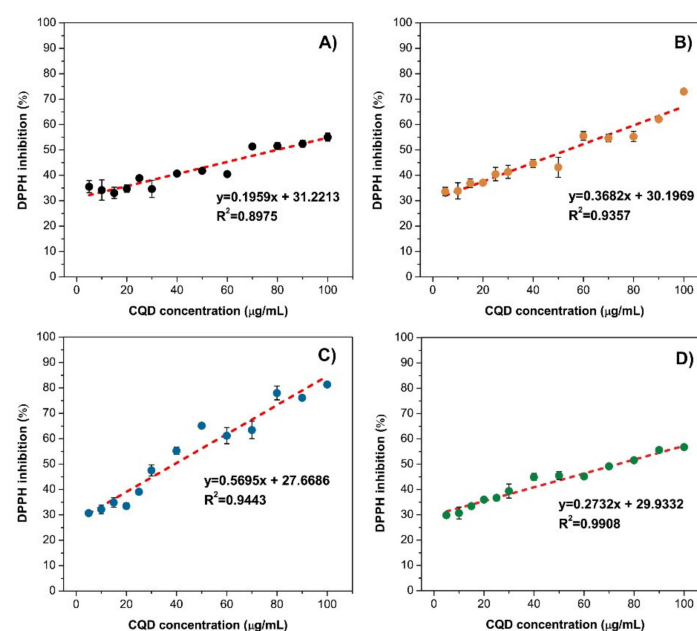 A)
DPPH inhibition (%)
100
90
80
70
60
50
40
30
20
10
0
y=0.1959x + 31.2213
R²=0.8975
0 20 40 60 80 100
CQD concentration (μg/mL)
B)
DPPH inhibition (%)
100
90
80
70
60
50
40
30
20
10
0
y=0.3682x + 30.1969
R²=0.9357
0 20 40 60 80 100
CQD concentration (μg/mL)
C)
DPPH inhibition (%)
100
90
80
70
60
50
40
30
20
10
0
y=0.5695x + 27.6686
R²=0.9443
0 20 40 60 80 100
CQD concentration (μg/mL)
D)
DPPH inhibition (%)
100
90
80
70
60
50
40
30
20
10
0
y=0.2732x + 29.9332
R²=0.9908
0 20 40 60 80 100
CQD concentration (μg/mL)